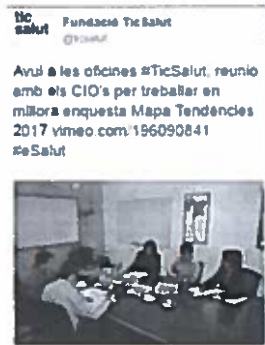 tic
salut
Fundació TicSalut
@ticsalut
Avui a les oficines #TicSalut, reunió
amb els CIO's per treballar en
millora enquesta Mapa Tendències
2017 vimeo.com/196090841
#eSalut